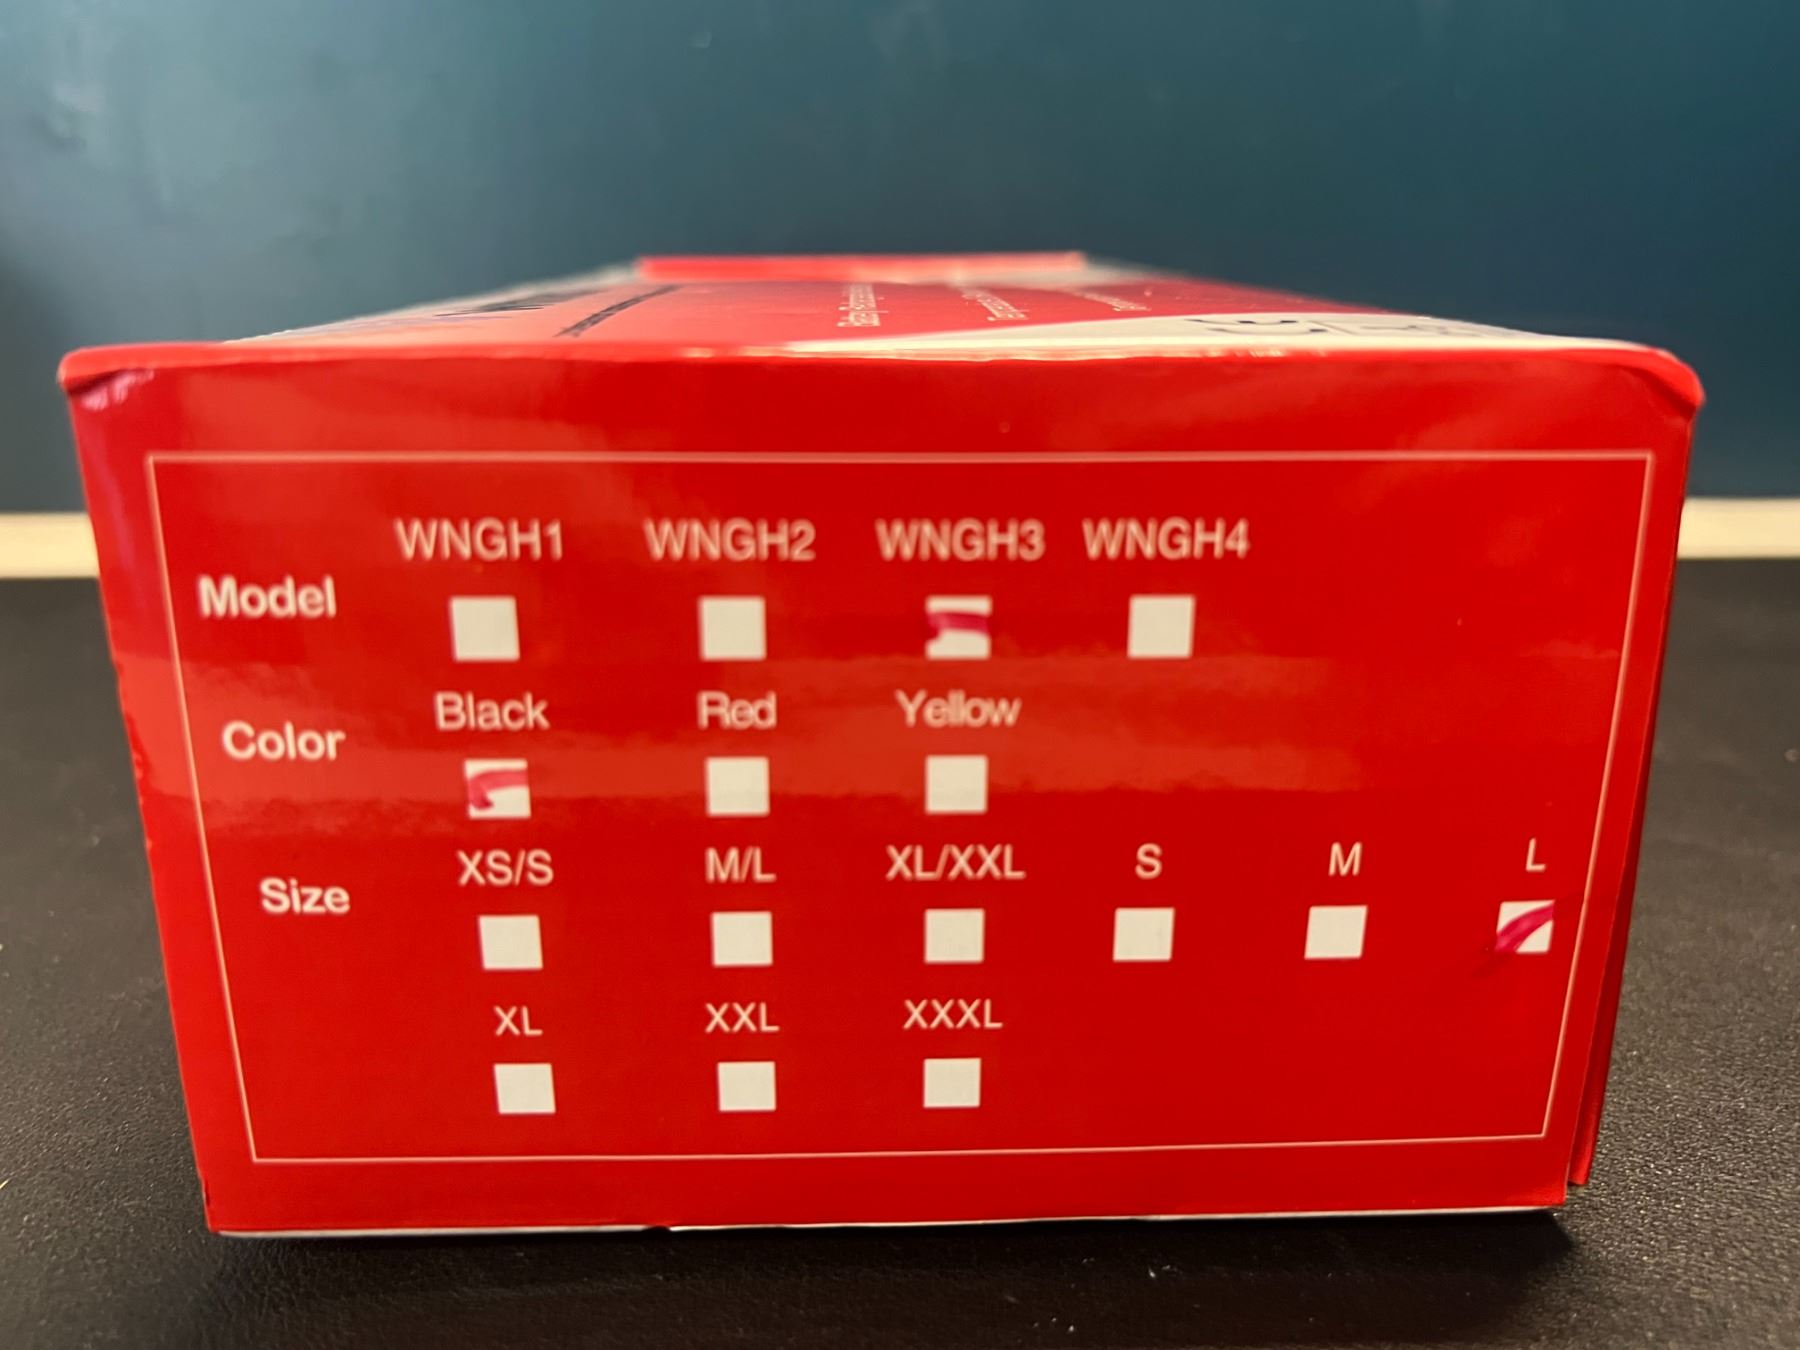 WNGH1 WNGH2 WNGH3 WNGH4
Model
Black Red Yellow
Color
XS/S M/L XL/XXL S M L
Size
XL XXL XXXL